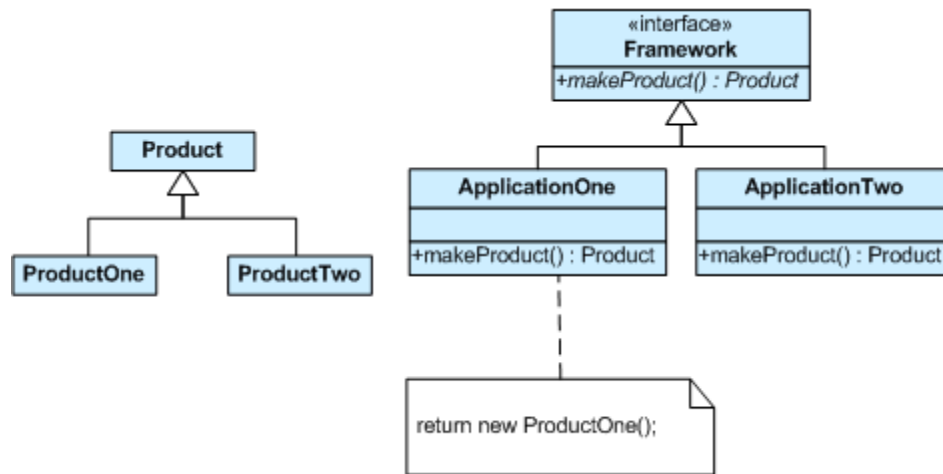 «interface»
Framework
+makeProduct() : Product
Product
ProductOne
ProductTwo
ApplicationOne
+makeProduct() : Product
ApplicationTwo
+makeProduct() : Product
return new ProductOne();